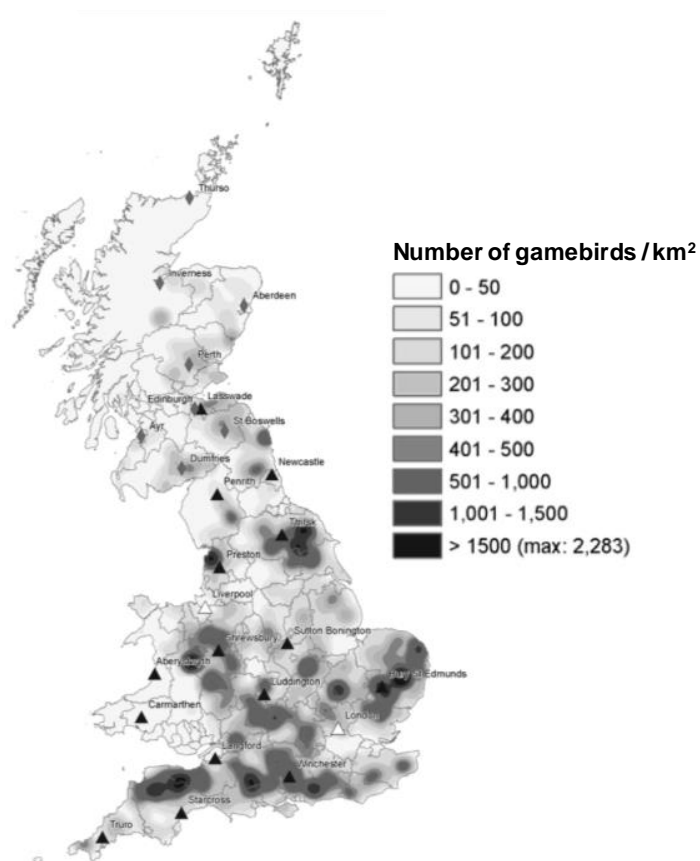 Thurso
Inverness
Aberdeen
Perth
Edinburgh
Lasswade
St Boswells
Ayr
Dumfries
Newcastle
Penrith
Thirsk
Preston
Liverpool
Shrewsbury
Sutton Bonington
Aberystwyth
Luddington
Bury St Edmunds
Carmarthen
London
Langford
Winchester
Starcross
Truro
Number of gamebirds / km²
0 - 50
51 - 100
101 - 200
201 - 300
301 - 400
401 - 500
501 - 1,000
1,001 - 1,500
> 1500 (max: 2,283)